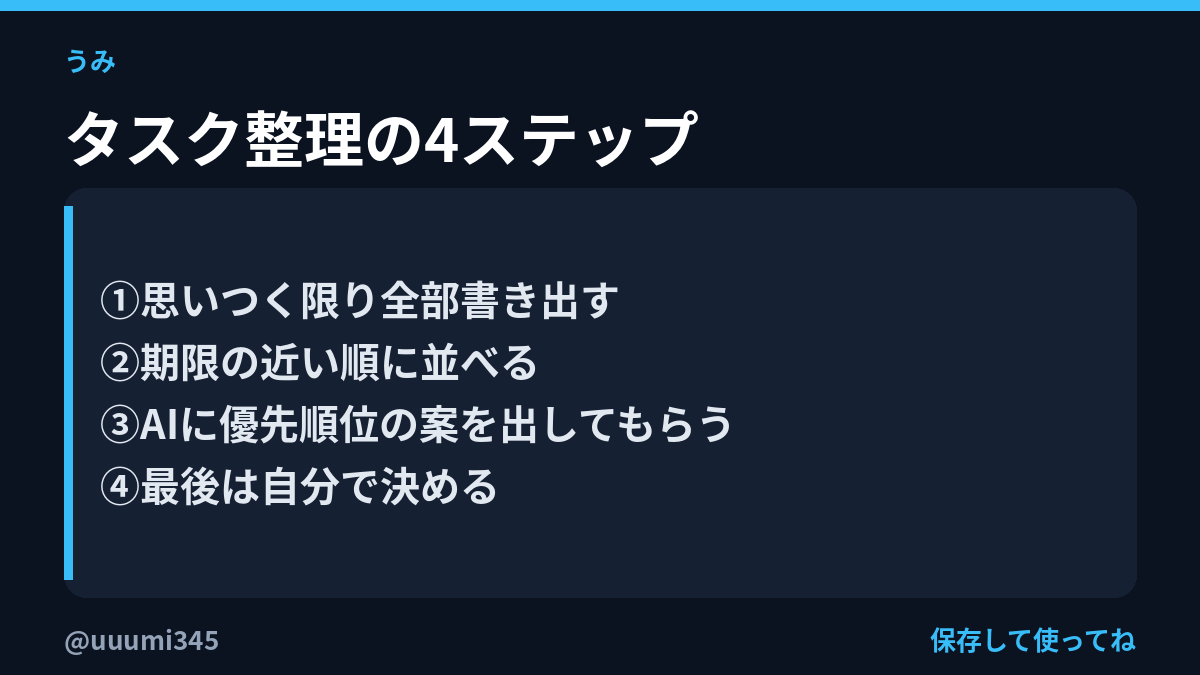 うみ
タスク整理の4ステップ
①思いつく限り全部書き出す
②期限の近い順に並べる
③AIに優先順位の案を出してもらう
④最後は自分で決める
@uuumi345
保存して使ってね